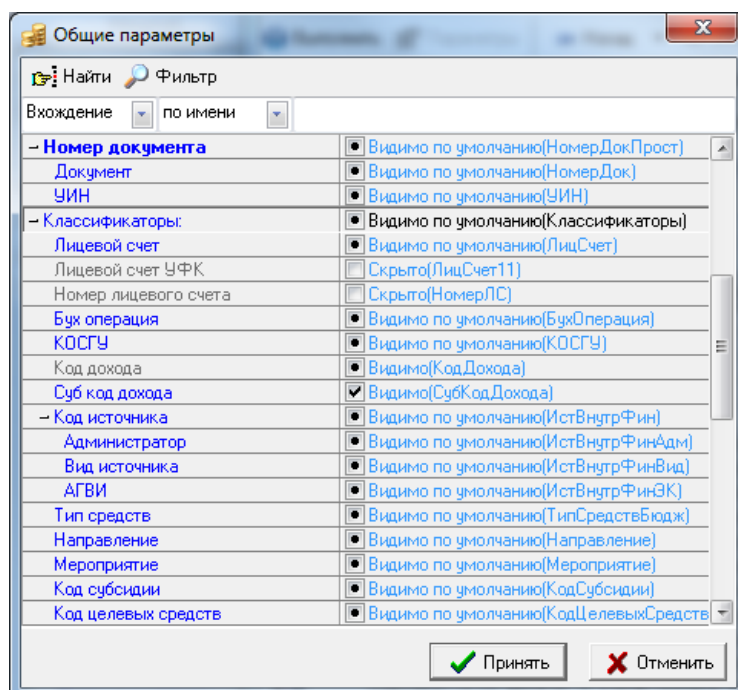 Общие параметры
Найти Фильтр
Вхождение по имени
Номер документа Видимо по умолчанию(НомерДокПрост)
Документ Видимо по умолчанию(НомерДок)
УИН Видимо по умолчанию(УИН)
Классификаторы: Видимо по умолчанию(Классификаторы)
Лицевой счет Видимо по умолчанию(ЛицСчет)
Лицевой счет УФК Скрыто(ЛицСчет11)
Номер лицевого счета Скрыто(НомерЛС)
Бух операция Видимо по умолчанию(БухОперация)
КОСГУ Видимо по умолчанию(КОСГУ)
Код дохода Видимо(КодДохода)
Суб код дохода Видимо(СубКодДохода)
Код источника Видимо по умолчанию(ИстВнутрФин)
Администратор Видимо по умолчанию(ИстВнутрФинАдм)
Вид источника Видимо по умолчанию(ИстВнутрФинВид)
АГВИ Видимо по умолчанию(ИстВнутрФинЭК)
Тип средств Видимо по умолчанию(ТипСредствБюдж)
Направление Видимо по умолчанию(Направление)
Мероприятие Видимо по умолчанию(Мероприятие)
Код субсидии Видимо по умолчанию(КодСубсидии)
Код целевых средств Видимо по умолчанию(КодЦелевыхСредств
Принять Отменить